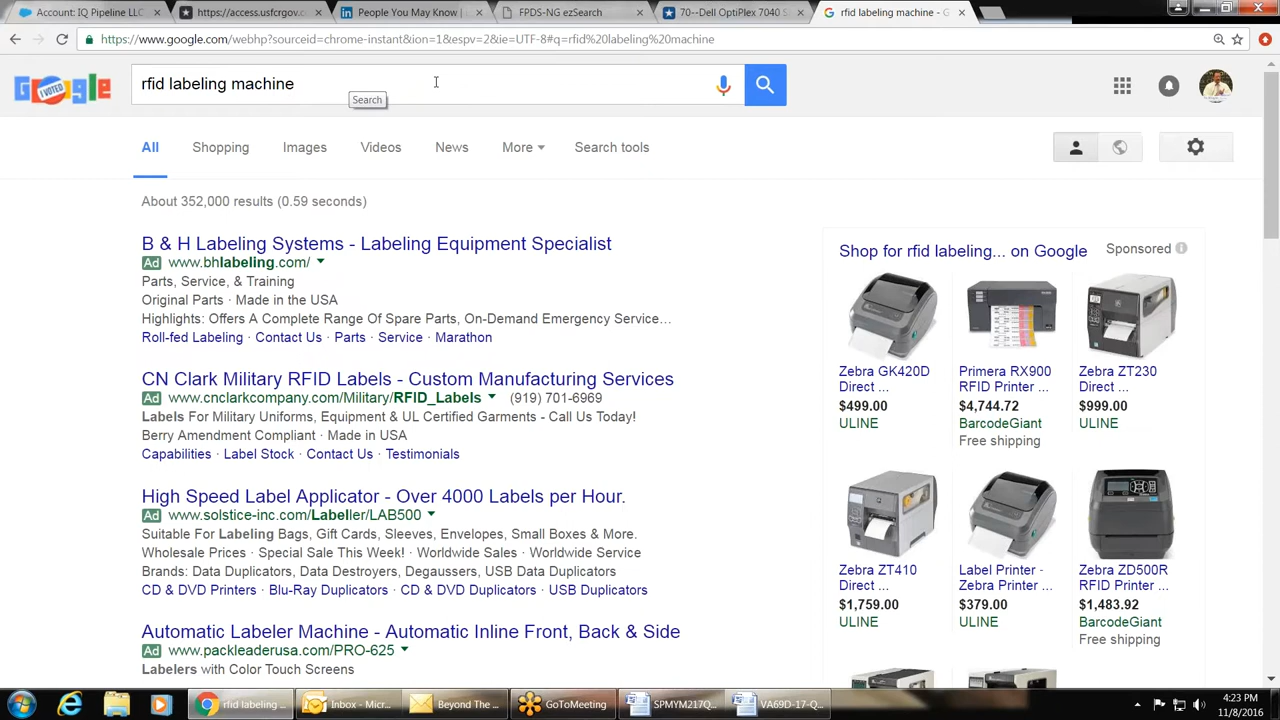 Account: IQ Pipeline LLC
https://access.usfcrgov.c
People You May Know |
FPDS-NG ezSearch
70--Dell OptiPlex 7040 S
rfid labeling machine - G
https://www.google.com/webhp?sourceid=chrome-instant&ion=1&espv=2&ie=UTF-8#q=rfid%20labeling%20machine
Google
I VOTED
rfid labeling machine
Search
All
Shopping
Images
Videos
News
More
Search tools
About 352,000 results (0.59 seconds)
B & H Labeling Systems - Labeling Equipment Specialist
Ad www.bhlabeling.com/
Parts, Service, & Training
Original Parts · Made in the USA
Highlights: Offers A Complete Range Of Spare Parts, On-Demand Emergency Service…
Roll-fed Labeling · Contact Us · Parts · Service · Marathon
CN Clark Military RFID Labels - Custom Manufacturing Services
Ad www.cnclarkcompany.com/Military/RFID_Labels (919) 701-6969
Labels For Military Uniforms, Equipment & UL Certified Garments - Call Us Today!
Berry Amendment Compliant · Made in USA
Capabilities · Label Stock · Contact Us · Testimonials
High Speed Label Applicator - Over 4000 Labels per Hour.
Ad www.solstice-inc.com/Labeller/LAB500
Suitable For Labeling Bags, Gift Cards, Sleeves, Envelopes, Small Boxes & More.
Wholesale Prices · Special Sale This Week! · Worldwide Sales · Worldwide Service
Brands: Data Duplicators, Data Destroyers, Degaussers, USB Data Duplicators
CD & DVD Printers · Blu-Ray Duplicators · CD & DVD Duplicators · USB Duplicators
Automatic Labeler Machine - Automatic Inline Front, Back & Side
Ad www.packleaderusa.com/PRO-625
Labelers with Color Touch Screens
Shop for rfid labeling... on Google
Sponsored
Zebra GK420D
Direct ...
$499.00
ULINE
Primera RX900
RFID Printer ...
$4,744.72
BarcodeGiant
Free shipping
Zebra ZT230
Direct ...
$999.00
ULINE
Zebra ZT410
Direct ...
$1,759.00
ULINE
Label Printer -
Zebra Printer ...
$379.00
ULINE
Zebra ZD500R
RFID Printer ...
$1,483.92
BarcodeGiant
Free shipping
rfid labeling mac...
Inbox - Micr...
Beyond The ...
GoToMeeting
SPMYM217Q...
VA69D-17-Q...
4:23 PM
11/8/2016